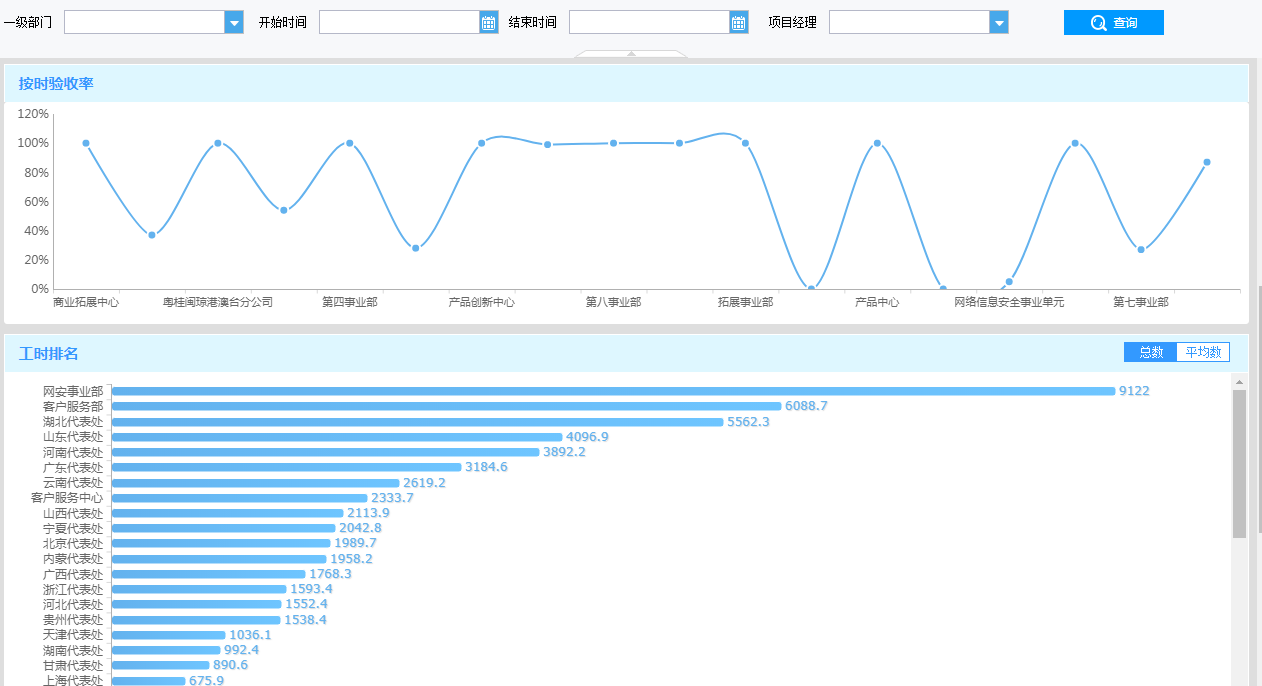 一级部门 开始时间 结束时间 项目经理 查询
按时验收率
120%
100%
80%
60%
40%
20%
0%
商业拓展中心 粤桂闽琼港澳台分公司 第四事业部 产品创新中心 第八事业部 拓展事业部 产品中心 网络信息安全事业单元 第七事业部
工时排名 总数 平均数
网安事业部 9122
客户服务部 6088.7
湖北代表处 5562.3
山东代表处 4096.9
河南代表处 3892.2
广东代表处 3184.6
云南代表处 2619.2
客户服务中心 2333.7
山西代表处 2113.9
宁夏代表处 2042.8
北京代表处 1989.7
内蒙代表处 1958.2
广西代表处 1768.3
浙江代表处 1593.4
河北代表处 1552.4
贵州代表处 1538.4
天津代表处 1036.1
湖南代表处 992.4
甘肃代表处 890.6
上海代表处 675.9